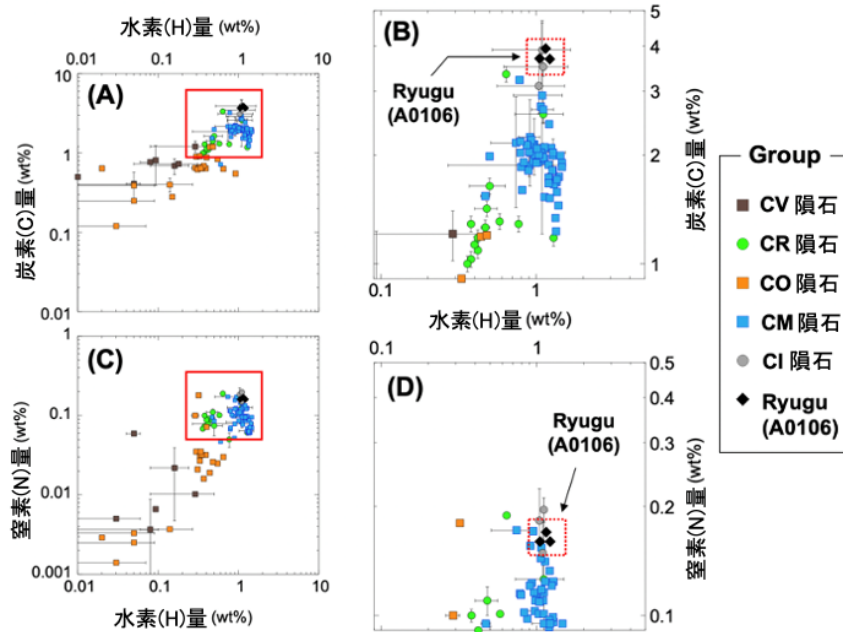 水素(H)量 (wt%)
0.01 0.1 1 10
(A)
10
1
0.1
0.01
炭素(C)量 (wt%)
(B)
Ryugu
(A0106)
5
4
3
2
1
炭素(C)量 (wt%)
0.1 1
水素(H)量 (wt%)
(C)
1
0.1
0.01
0.001
窒素(N)量 (wt%)
0.01 0.1 1 10
水素(H)量 (wt%)
0.1 1
(D)
Ryugu
(A0106)
0.5
0.4
0.3
0.2
0.1
窒素(N)量 (wt%)
Group
CV 隕石
CR 隕石
CO 隕石
CM 隕石
CI 隕石
Ryugu
(A0106)